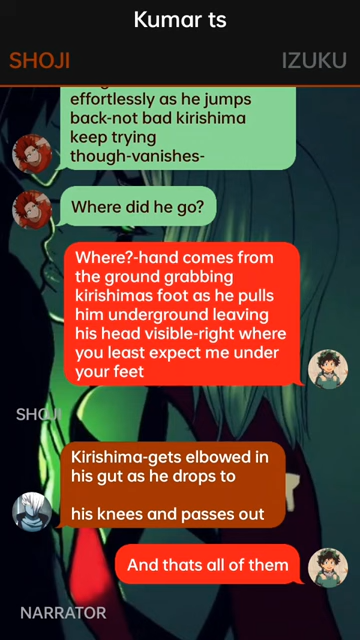 Kumar ts
SHOJI
IZUKU
effortlessly as he jumps
back-not bad kirishima
keep trying
though-vanishes-
Where did he go?
Where?-hand comes from
the ground grabbing
kirishimas foot as he pulls
him underground leaving
his head visible-right where
you least expect me under
your feet
SHOJI
Kirishima-gets elbowed in
his gut as he drops to
his knees and passes out
And thats all of them
NARRATOR